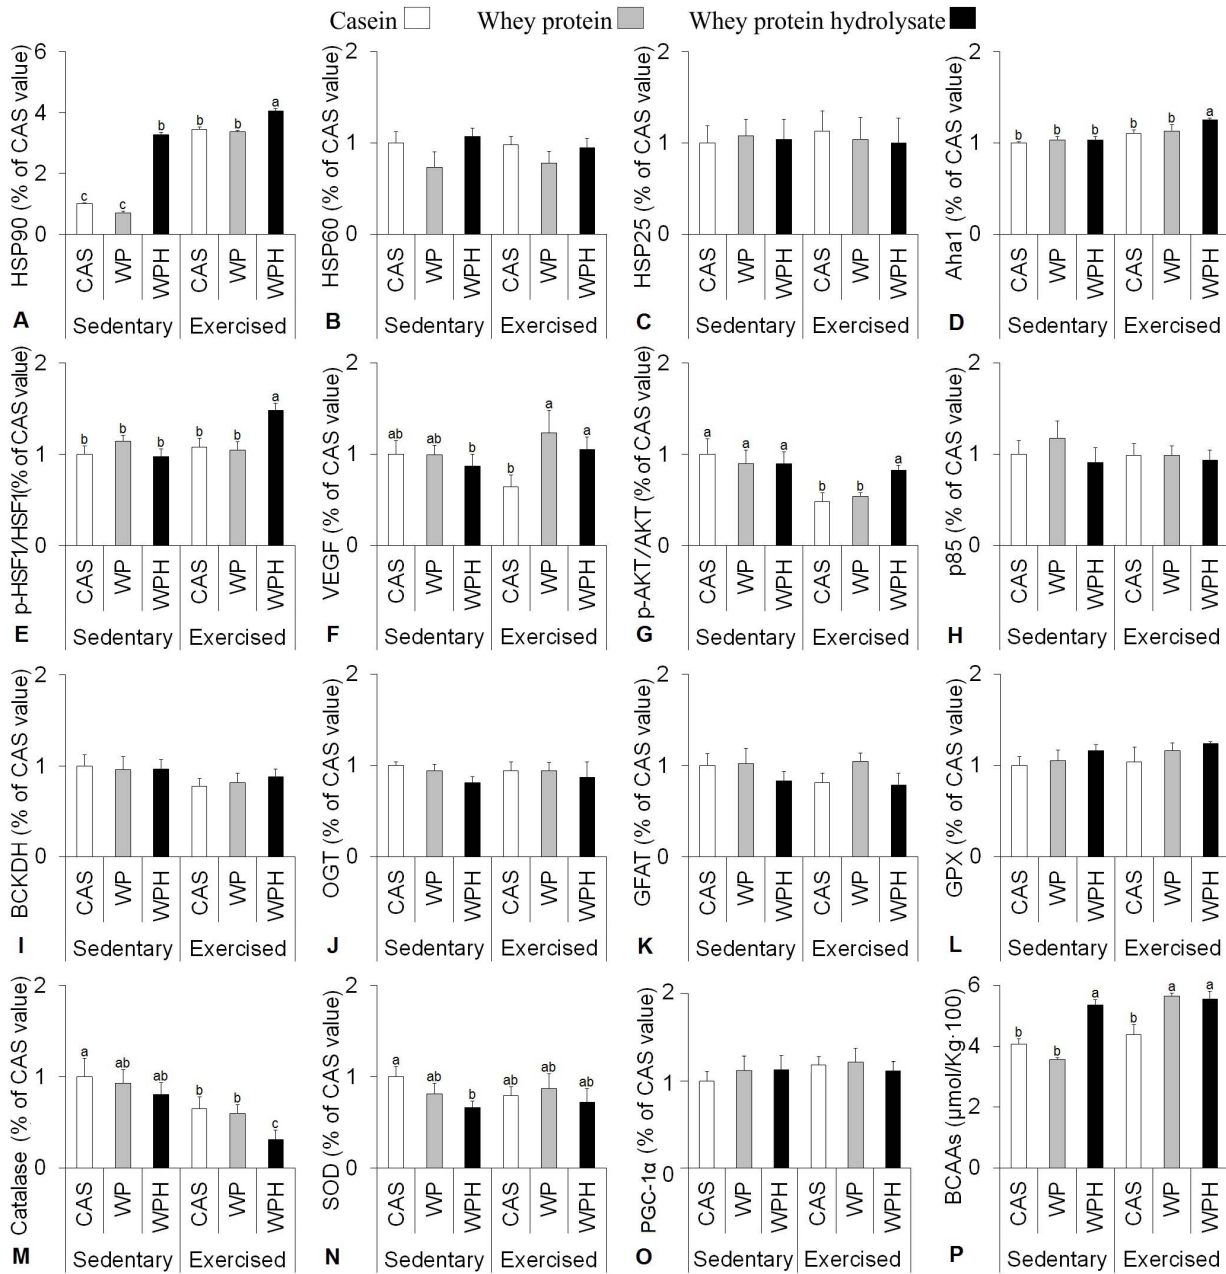 Casein Whey protein Whey protein hydrolysate
HSP90 (% of CAS value)
6
4
2
0
c c b b b a
CAS WP WPH CAS WP WPH
Sedentary Exercised
A
HSP60 (% of CAS value)
2
1
0
CAS WP WPH CAS WP WPH
Sedentary Exercised
B
HSP25 (% of CAS value)
2
1
0
CAS WP WPH CAS WP WPH
Sedentary Exercised
C
Aha1 (% of CAS value)
2
1
0
b b b b b a
CAS WP WPH CAS WP WPH
Sedentary Exercised
D
p-HSF1/HSF1(% of CAS value)
2
1
0
b b b b b a
CAS WP WPH CAS WP WPH
Sedentary Exercised
E
VEGF (% of CAS value)
2
1
0
ab ab b b a a
CAS WP WPH CAS WP WPH
Sedentary Exercised
F
p-AKT/AKT (% of CAS value)
2
1
0
a a a b b a
CAS WP WPH CAS WP WPH
Sedentary Exercised
G
p85 (% of CAS value)
2
1
0
CAS WP WPH CAS WP WPH
Sedentary Exercised
H
BCKDH (% of CAS value)
2
1
0
CAS WP WPH CAS WP WPH
Sedentary Exercised
I
OGT (% of CAS value)
2
1
0
CAS WP WPH CAS WP WPH
Sedentary Exercised
J
GFAT (% of CAS value)
2
1
0
CAS WP WPH CAS WP WPH
Sedentary Exercised
K
GPX (% of CAS value)
2
1
0
CAS WP WPH CAS WP WPH
Sedentary Exercised
L
Catalase (% of CAS value)
2
1
0
a ab ab b b c
CAS WP WPH CAS WP WPH
Sedentary Exercised
M
SOD (% of CAS value)
2
1
0
a ab b ab ab ab
CAS WP WPH CAS WP WPH
Sedentary Exercised
N
PGC-1α (% of CAS value)
2
1
0
CAS WP WPH CAS WP WPH
Sedentary Exercised
O
BCAAs (µmol/Kg·100)
6
4
2
0
b b a b a a
CAS WP WPH CAS WP WPH
Sedentary Exercised
P